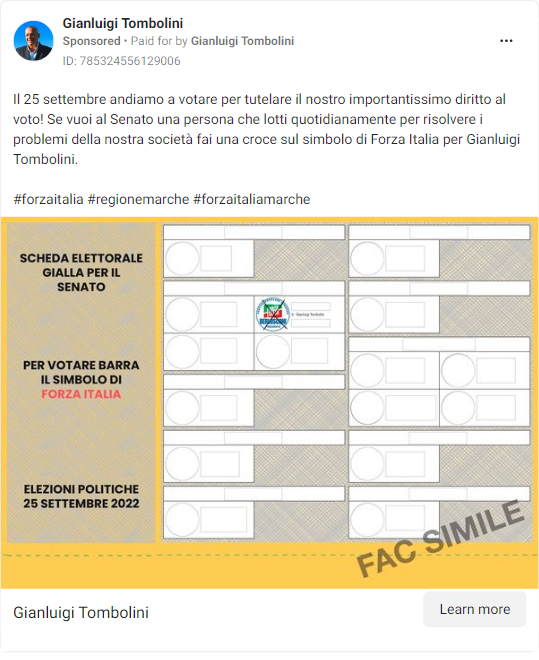 Gianluigi Tombolini
Sponsored • Paid for by Gianluigi Tombolini
ID: 785324556129006
Il 25 settembre andiamo a votare per tutelare il nostro importantissimo diritto al
voto! Se vuoi al Senato una persona che lotti quotidianamente per risolvere i
problemi della nostra società fai una croce sul simbolo di Forza Italia per Gianluigi
Tombolini.
#forzaitalia #regionemarche #forzaitaliamarche
SCHEDA ELETTORALE
GIALLA PER IL
SENATO
PER VOTARE BARRA
IL SIMBOLO DI
FORZA ITALIA
ELEZIONI POLITICHE
25 SETTEMBRE 2022
Gianluigi Tombolini
FAC SIMILE
Gianluigi Tombolini
Learn more